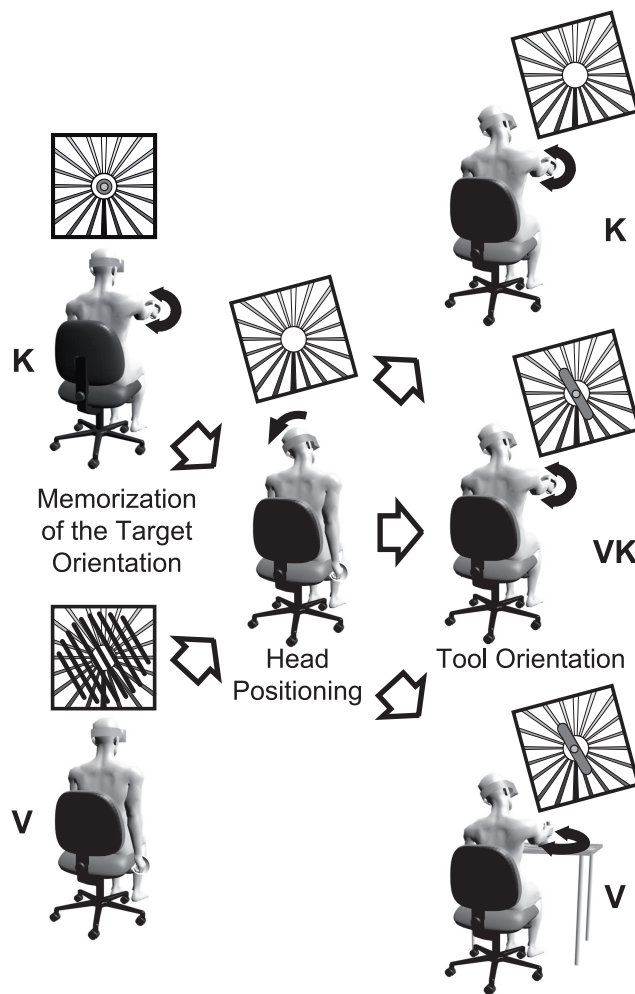 K
K
Memorization
of the Target
Orientation
VK
Head
Positioning
Tool Orientation
V
V